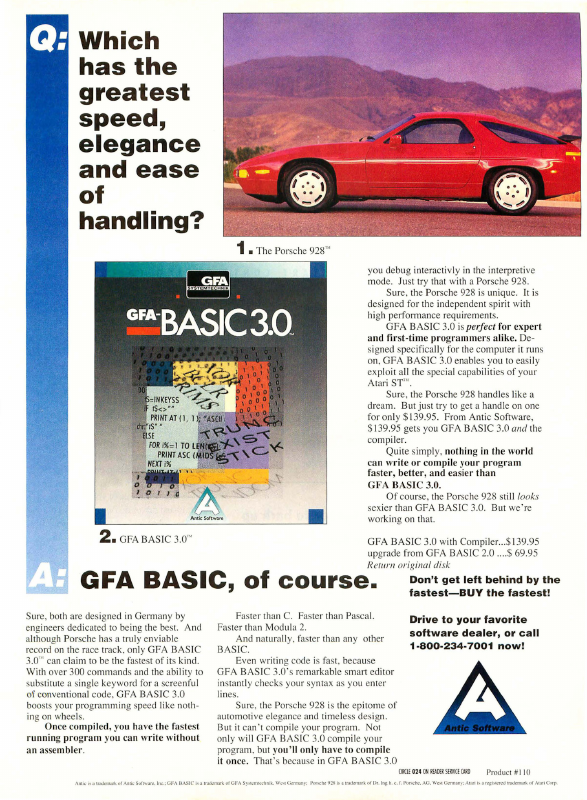 Q:
Which
has the
greatest
speed,
elegance
and ease
of
handling?
1. The Porsche 928™
GFA
SYSTEMTECHNIK
GFA-BASIC 3.0
I$=INKEY$
IF I$<>""
PRINT AT (1, 1); "ASCII
ELSE
FOR i%=1 TO LEN
PRINT ASC (MID$
NEXT i%
TRUNC
EXIST
STICK
Antic Software
2. GFA BASIC 3.0™
A:
GFA BASIC, of course.
Sure, both are designed in Germany by
engineers dedicated to being the best. And
although Porsche has a truly enviable
record on the race track, only GFA BASIC
3.0™ can claim to be the fastest of its kind.
With over 300 commands and the ability to
substitute a single keyword for a screenful
of conventional code, GFA BASIC 3.0
boosts your programming speed like noth-
ing on wheels.
Once compiled, you have the fastest
running program you can write without
an assembler.
Faster than C. Faster than Pascal.
Faster than Modula 2.
And naturally, faster than any other
BASIC.
Even writing code is fast, because
GFA BASIC 3.0's remarkable smart editor
instantly checks your syntax as you enter
lines.
Sure, the Porsche 928 is the epitome of
automotive elegance and timeless design.
But it can't compile your program. Not
only will GFA BASIC 3.0 compile your
program, but you'll only have to compile
it once. That's because in GFA BASIC 3.0
you debug interactivly in the interpretive
mode. Just try that with a Porsche 928.
Sure, the Porsche 928 is unique. It is
designed for the independent spirit with
high performance requirements.
GFA BASIC 3.0 is perfect for expert
and first-time programmers alike. De-
signed specifically for the computer it runs
on, GFA BASIC 3.0 enables you to easily
exploit all the special capabilities of your
Atari ST™.
Sure, the Porsche 928 handles like a
dream. But just try to get a handle on one
for only $139.95. From Antic Software,
$139.95 gets you GFA BASIC 3.0 and the
compiler.
Quite simply, nothing in the world
can write or compile your program
faster, better, and easier than
GFA BASIC 3.0.
Of course, the Porsche 928 still looks
sexier than GFA BASIC 3.0. But we're
working on that.
GFA BASIC 3.0 with Compiler...$139.95
upgrade from GFA BASIC 2.0 ....$ 69.95
Return original disk
Don't get left behind by the
fastest—BUY the fastest!
Drive to your favorite
software dealer, or call
1-800-234-7001 now!
Antic Software
CIRCLE 024 ON READER SERVICE CARD
Product #110
Antic is a trademark of Antic Software, Inc.; GFA BASIC is a trademark of GFA Systemtechnik, West Germany; Porsche 928 is a trademark of Dr. Ing h. c. f. Porsche, AG, West Germany; Atari is a registered trademark of Atari Corp.